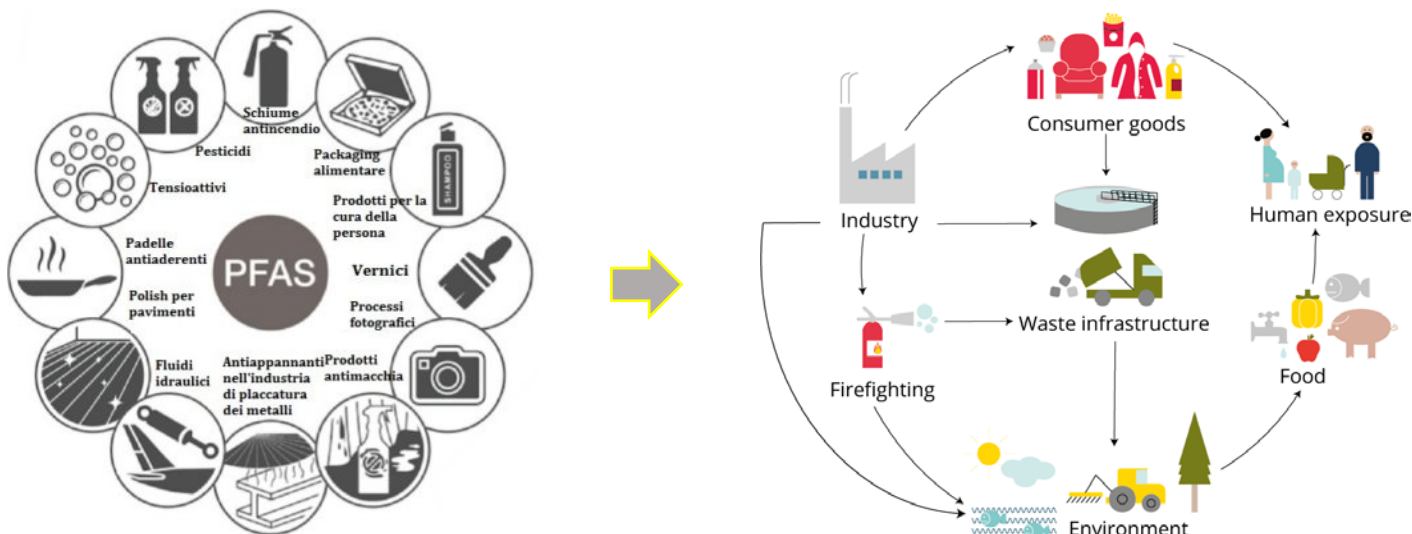 Schiume
antincendio
Pesticidi
Packaging
alimentare
Tensioattivi
SHAMPOO
Prodotti per la
cura della
persona
Padelle
antiaderenti
PFAS
Vernici
Polish per
pavimenti
Processi
fotografici
Fluidi
idraulici
Antiappannanti
nell'industria
di placcatura
dei metalli
Prodotti
antimacchia
Consumer goods
Industry
Human exposure
Waste infrastructure
Firefighting
Food
Environment